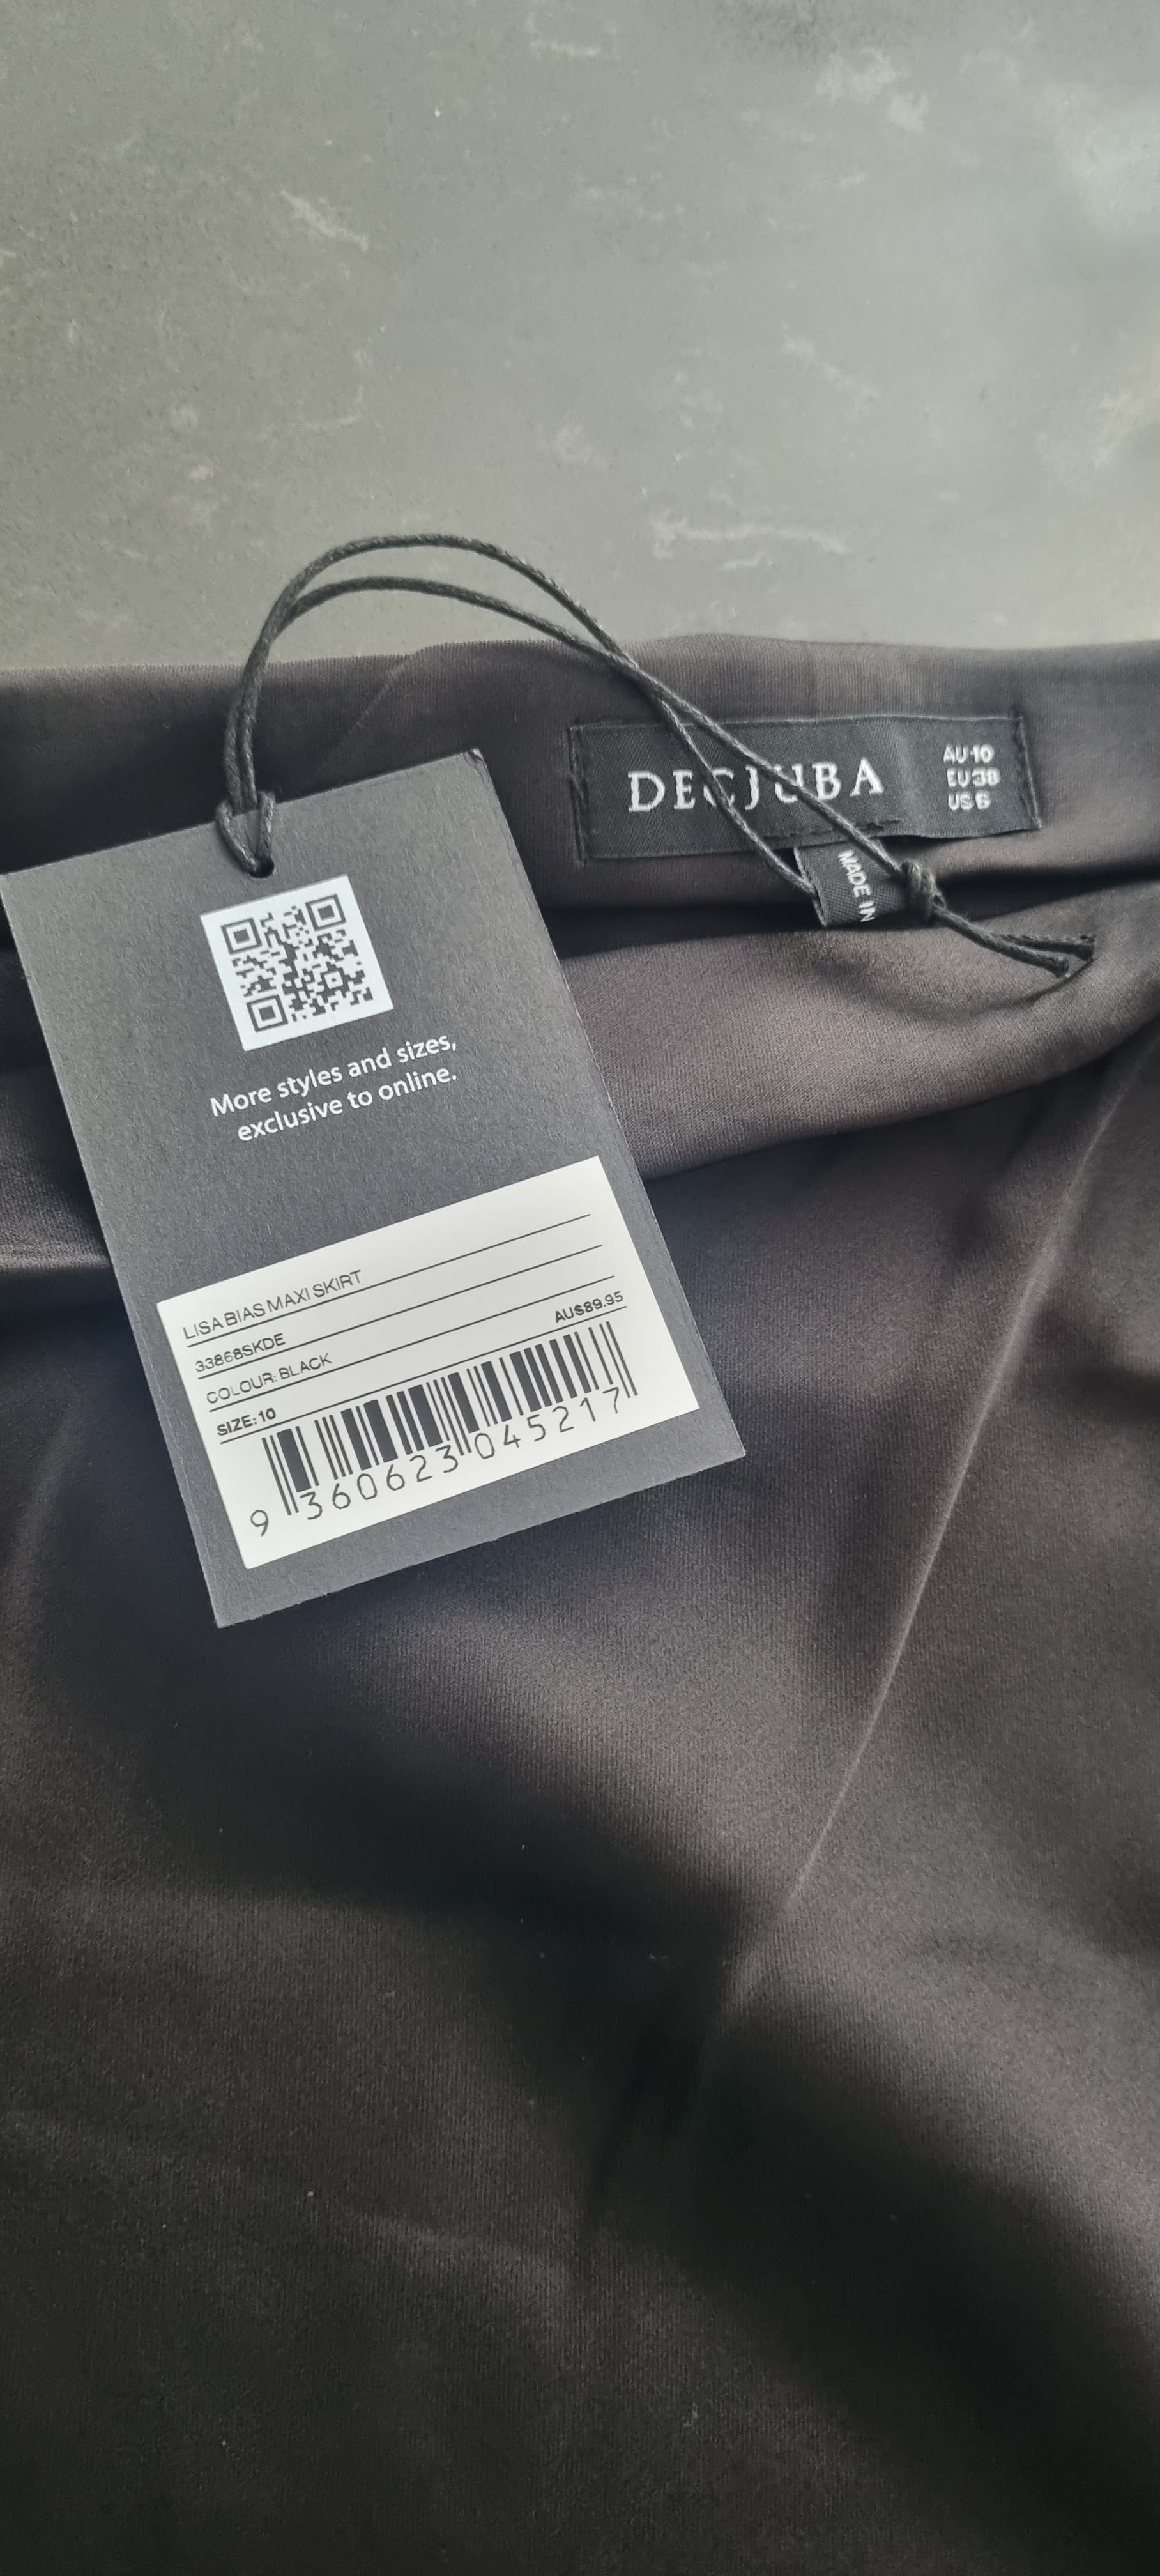 DECJUBA
AU 10
EU 38
US 6
MADE IN
More styles and sizes,
exclusive to online.
LISA BIAS MAXI SKIRT
33868SKDE
COLOUR: BLACK
SIZE: 10 AU$89.95
9 360623 045217